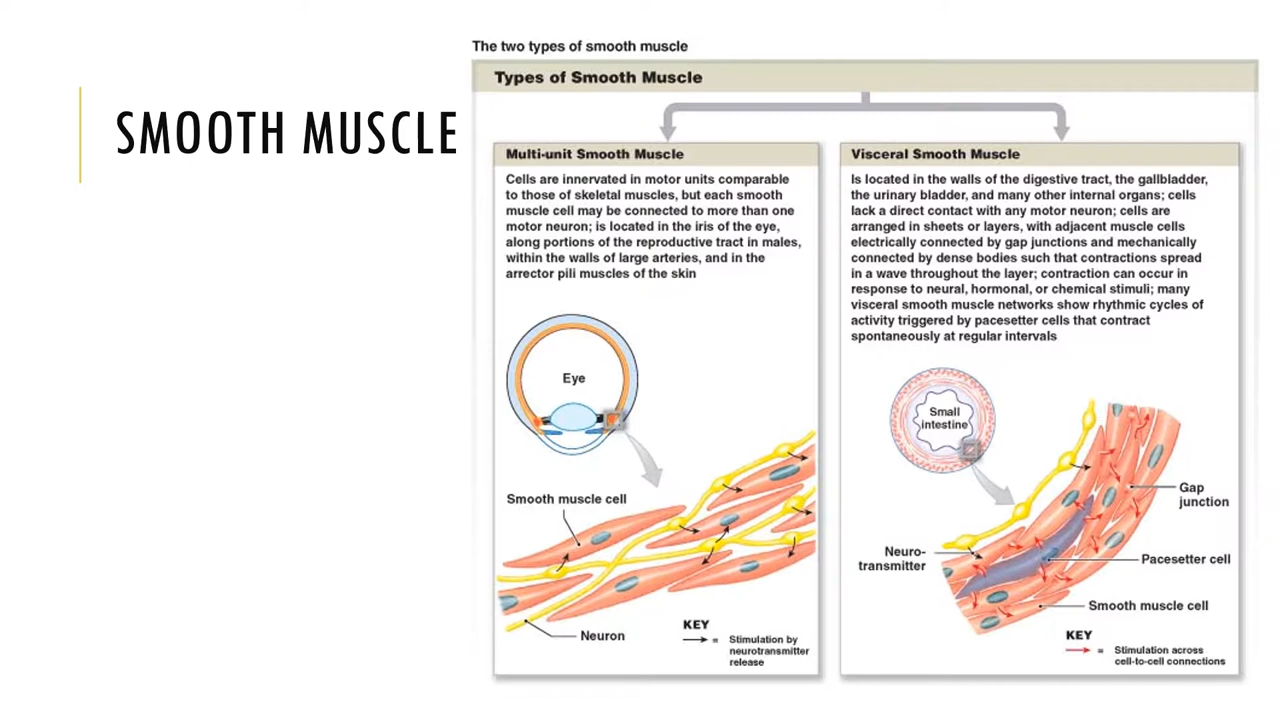 SMOOTH MUSCLE
The two types of smooth muscle
Types of Smooth Muscle
Multi-unit Smooth Muscle
Cells are innervated in motor units comparable
to those of skeletal muscles, but each smooth
muscle cell may be connected to more than one
motor neuron; is located in the iris of the eye,
along portions of the reproductive tract in males,
within the walls of large arteries, and in the
arrector pili muscles of the skin
Eye
Smooth muscle cell
Neuron
KEY
= Stimulation by
neurotransmitter
release
Visceral Smooth Muscle
Is located in the walls of the digestive tract, the gallbladder,
the urinary bladder, and many other internal organs; cells
lack a direct contact with any motor neuron; cells are
arranged in sheets or layers, with adjacent muscle cells
electrically connected by gap junctions and mechanically
connected by dense bodies such that contractions spread
in a wave throughout the layer; contraction can occur in
response to neural, hormonal, or chemical stimuli; many
visceral smooth muscle networks show rhythmic cycles of
activity triggered by pacesetter cells that contract
spontaneously at regular intervals
Small
intestine
Gap
junction
Neuro-
transmitter
Pacesetter cell
Smooth muscle cell
KEY
= Stimulation across
cell-to-cell connections